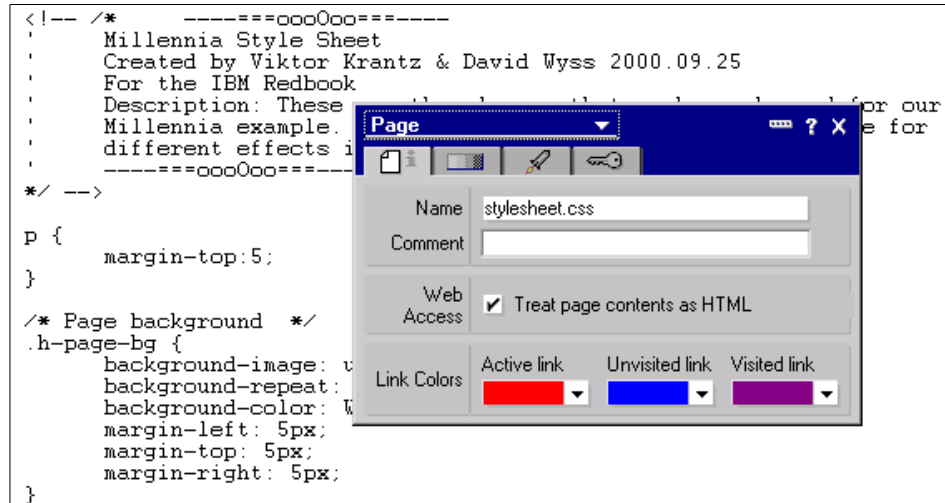 <!-- /*     ----===oooOoo===----
'     Millennia Style Sheet
'     Created by Viktor Krantz & David Wyss 2000.09.25
'     For the IBM Redbook
'     Description: These for our
'     Millennia example. for
'     different effects
'     ----===oooOoo===---
*/ -->
p {
margin-top:5;
}
/* Page background  */
.h-page-bg {
background-image:
background-repeat:
background-color:
margin-left: 5px;
margin-top: 5px;
margin-right: 5px;
}
Page
? X
Name stylesheet.css
Comment
Web Access
Treat page contents as HTML
Link Colors
Active link Unvisited link Visited link